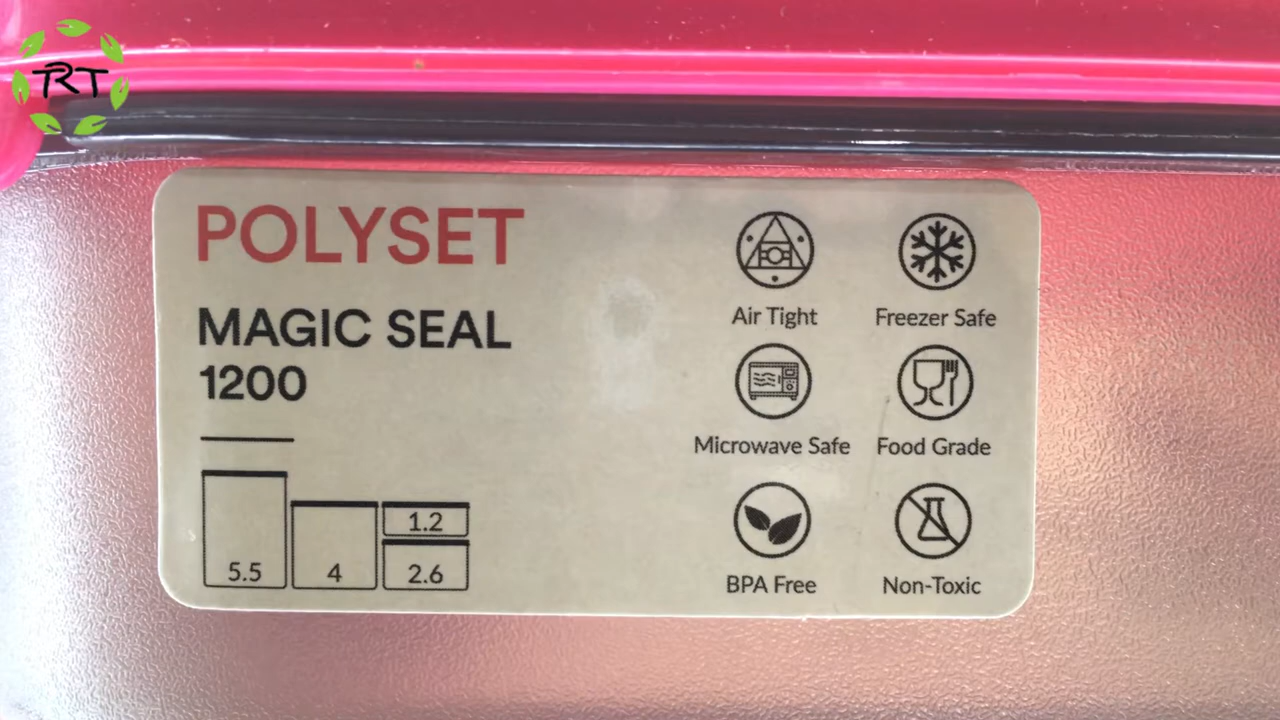 RT
POLYSET
MAGIC SEAL
1200
5.5
4
1.2
2.6
Air Tight
Freezer Safe
Microwave Safe
Food Grade
BPA Free
Non-Toxic